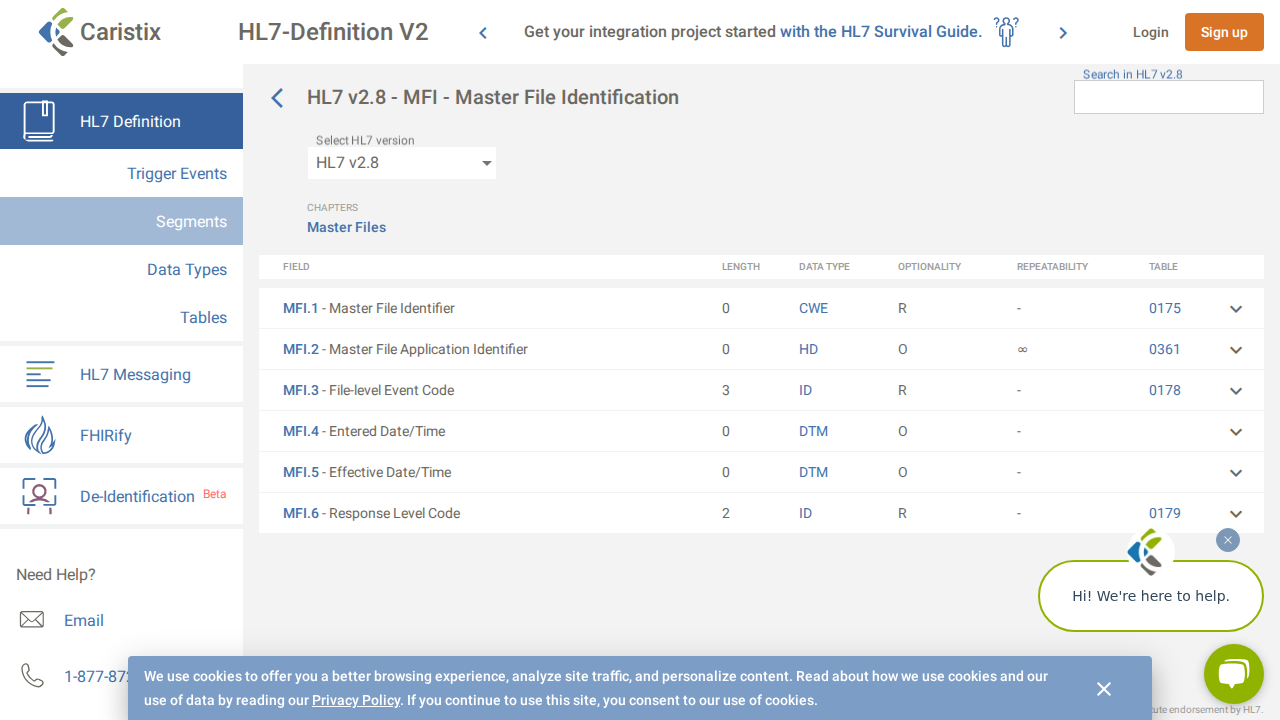 Caristix
HL7-Definition V2
Get your integration project started with the HL7 Survival Guide.
Login
Sign up
HL7 Definition
Trigger Events
Segments
Data Types
Tables
HL7 Messaging
FHIRify
De-Identification Beta
Need Help?
Email
1-877-872
HL7 v2.8 - MFI - Master File Identification
Search in HL7 v2.8
Select HL7 version
HL7 v2.8
CHAPTERS
Master Files
FIELD LENGTH DATA TYPE OPTIONALITY REPEATABILITY TABLE
MFI.1 - Master File Identifier 0 CWE R - 0175
MFI.2 - Master File Application Identifier 0 HD O ∞ 0361
MFI.3 - File-level Event Code 3 ID R - 0178
MFI.4 - Entered Date/Time 0 DTM O -
MFI.5 - Effective Date/Time 0 DTM O -
MFI.6 - Response Level Code 2 ID R - 0179
Hi! We're here to help.
We use cookies to offer you a better browsing experience, analyze site traffic, and personalize content. Read about how we use cookies and our
use of data by reading our Privacy Policy. If you continue to use this site, you consent to our use of cookies.
endorsement by HL7.